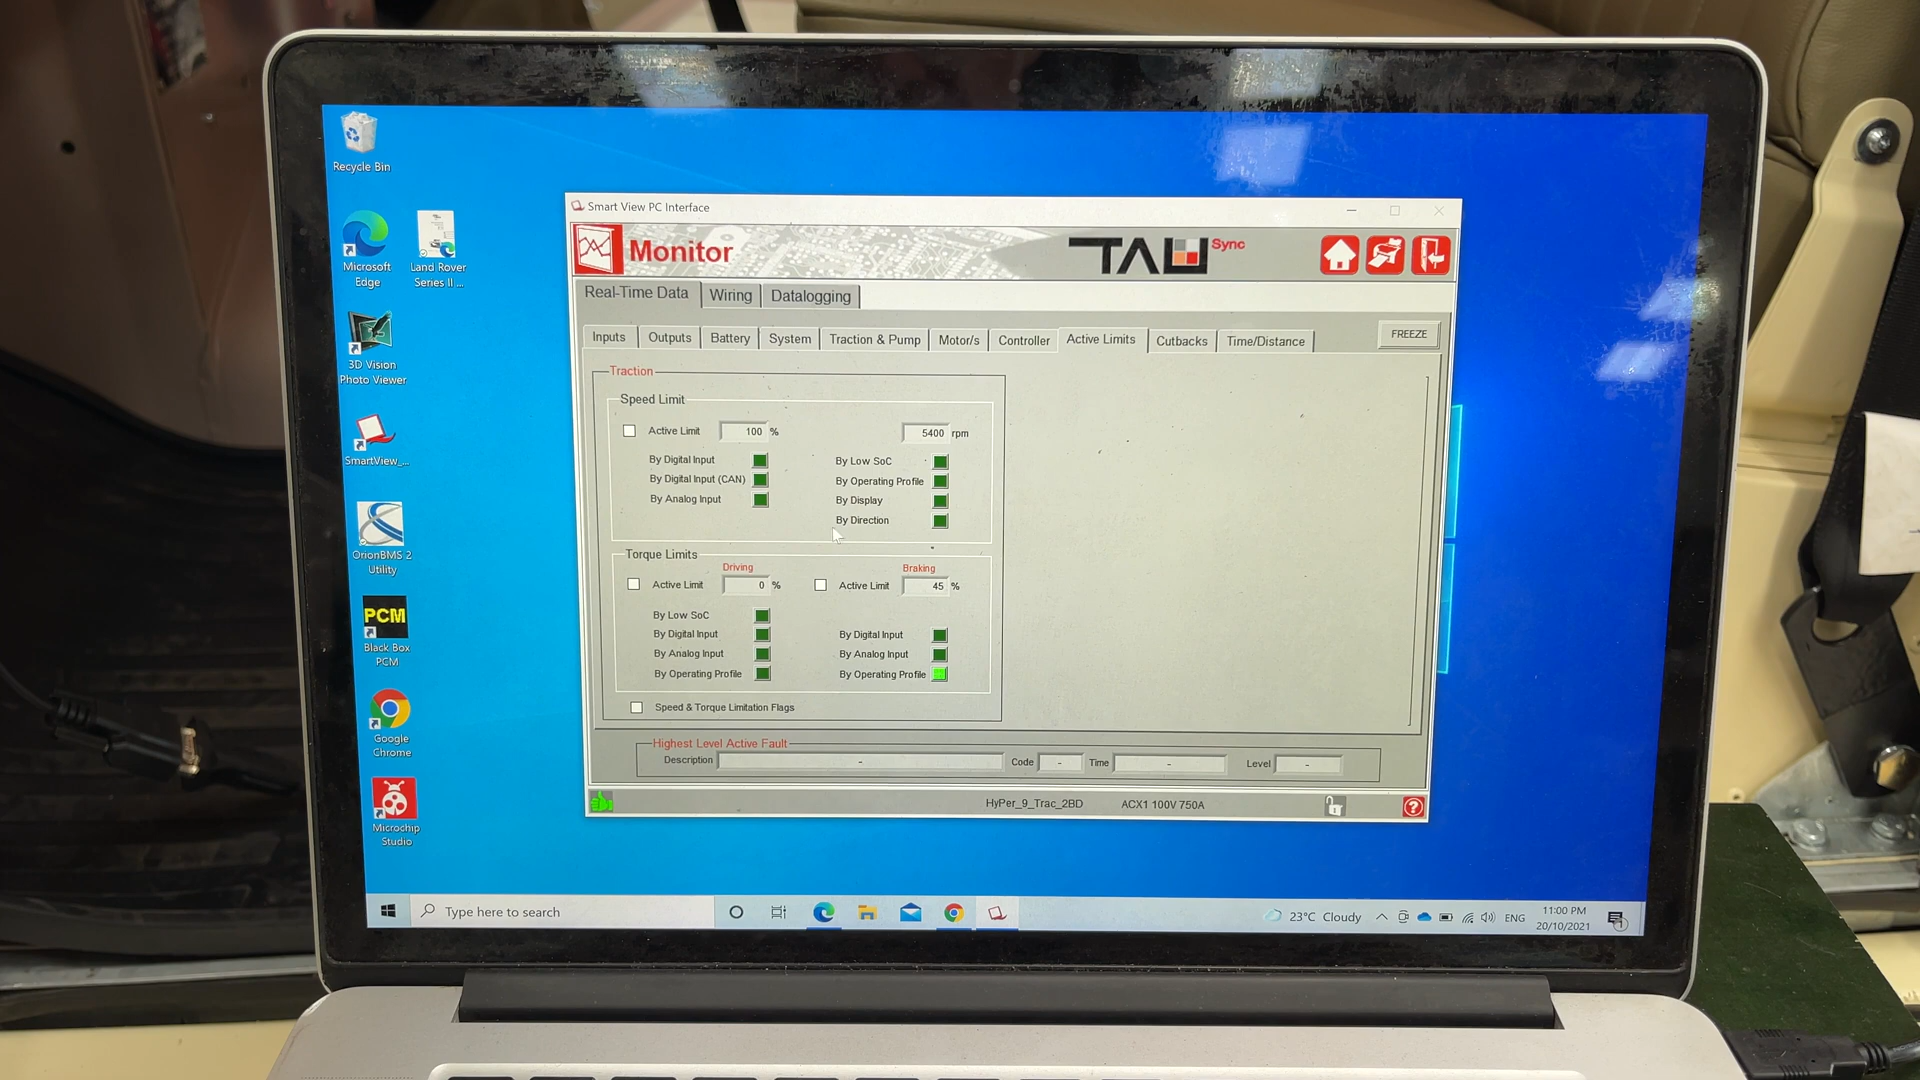 Recycle Bin
Microsoft
Edge
Land Rover
Series II ...
3D Vision
Photo Viewer
SmartView_...
OrionBMS 2
Utility
PCM
Black Box
PCM
Google
Chrome
Microchip
Studio
Smart View PC Interface
Monitor
TAU Sync
Real-Time Data Wiring Datalogging
Inputs Outputs Battery System Traction & Pump Motor/s Controller Active Limits Cutbacks Time/Distance FREEZE
Traction
Speed Limit
Active Limit 100 % 5400 rpm
By Digital Input By Low SoC
By Digital Input (CAN) By Operating Profile
By Analog Input By Display
By Direction
Torque Limits
Driving Braking
Active Limit 0 % Active Limit 45 %
By Low SoC
By Digital Input By Digital Input
By Analog Input By Analog Input
By Operating Profile By Operating Profile
Speed & Torque Limitation Flags
Highest Level Active Fault
Description - Code - Time - Level -
HyPer_9_Trac_2BD ACX1 100V 750A
Type here to search
23°C Cloudy ENG 11:00 PM
20/10/2021